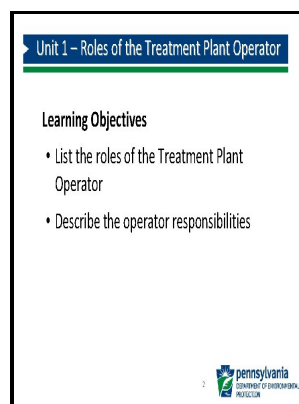 Unit 1 – Roles of the Treatment Plant Operator
Learning Objectives
• List the roles of the Treatment Plant
Operator
• Describe the operator responsibilities
2
pennsylvania
DEPARTMENT OF ENVIRONMENTAL
PROTECTION